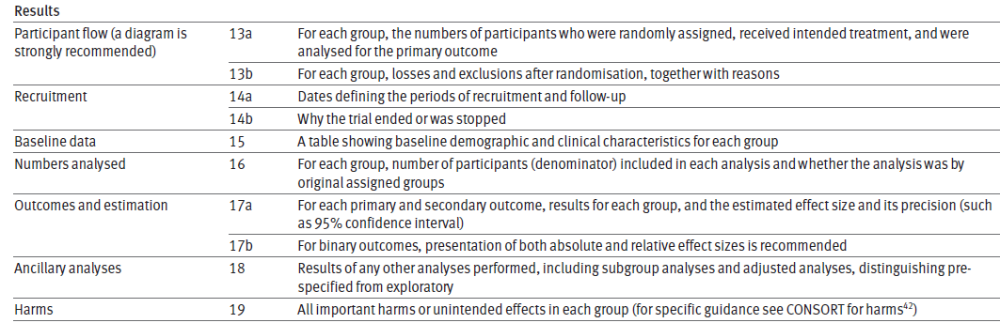 Results
Participant flow (a diagram is strongly recommended) 13a For each group, the numbers of participants who were randomly assigned, received intended treatment, and were analysed for the primary outcome
13b For each group, losses and exclusions after randomisation, together with reasons
Recruitment 14a Dates defining the periods of recruitment and follow-up
14b Why the trial ended or was stopped
Baseline data 15 A table showing baseline demographic and clinical characteristics for each group
Numbers analysed 16 For each group, number of participants (denominator) included in each analysis and whether the analysis was by original assigned groups
Outcomes and estimation 17a For each primary and secondary outcome, results for each group, and the estimated effect size and its precision (such as 95% confidence interval)
17b For binary outcomes, presentation of both absolute and relative effect sizes is recommended
Ancillary analyses 18 Results of any other analyses performed, including subgroup analyses and adjusted analyses, distinguishing pre-specified from exploratory
Harms 19 All important harms or unintended effects in each group (for specific guidance see CONSORT for harms42)